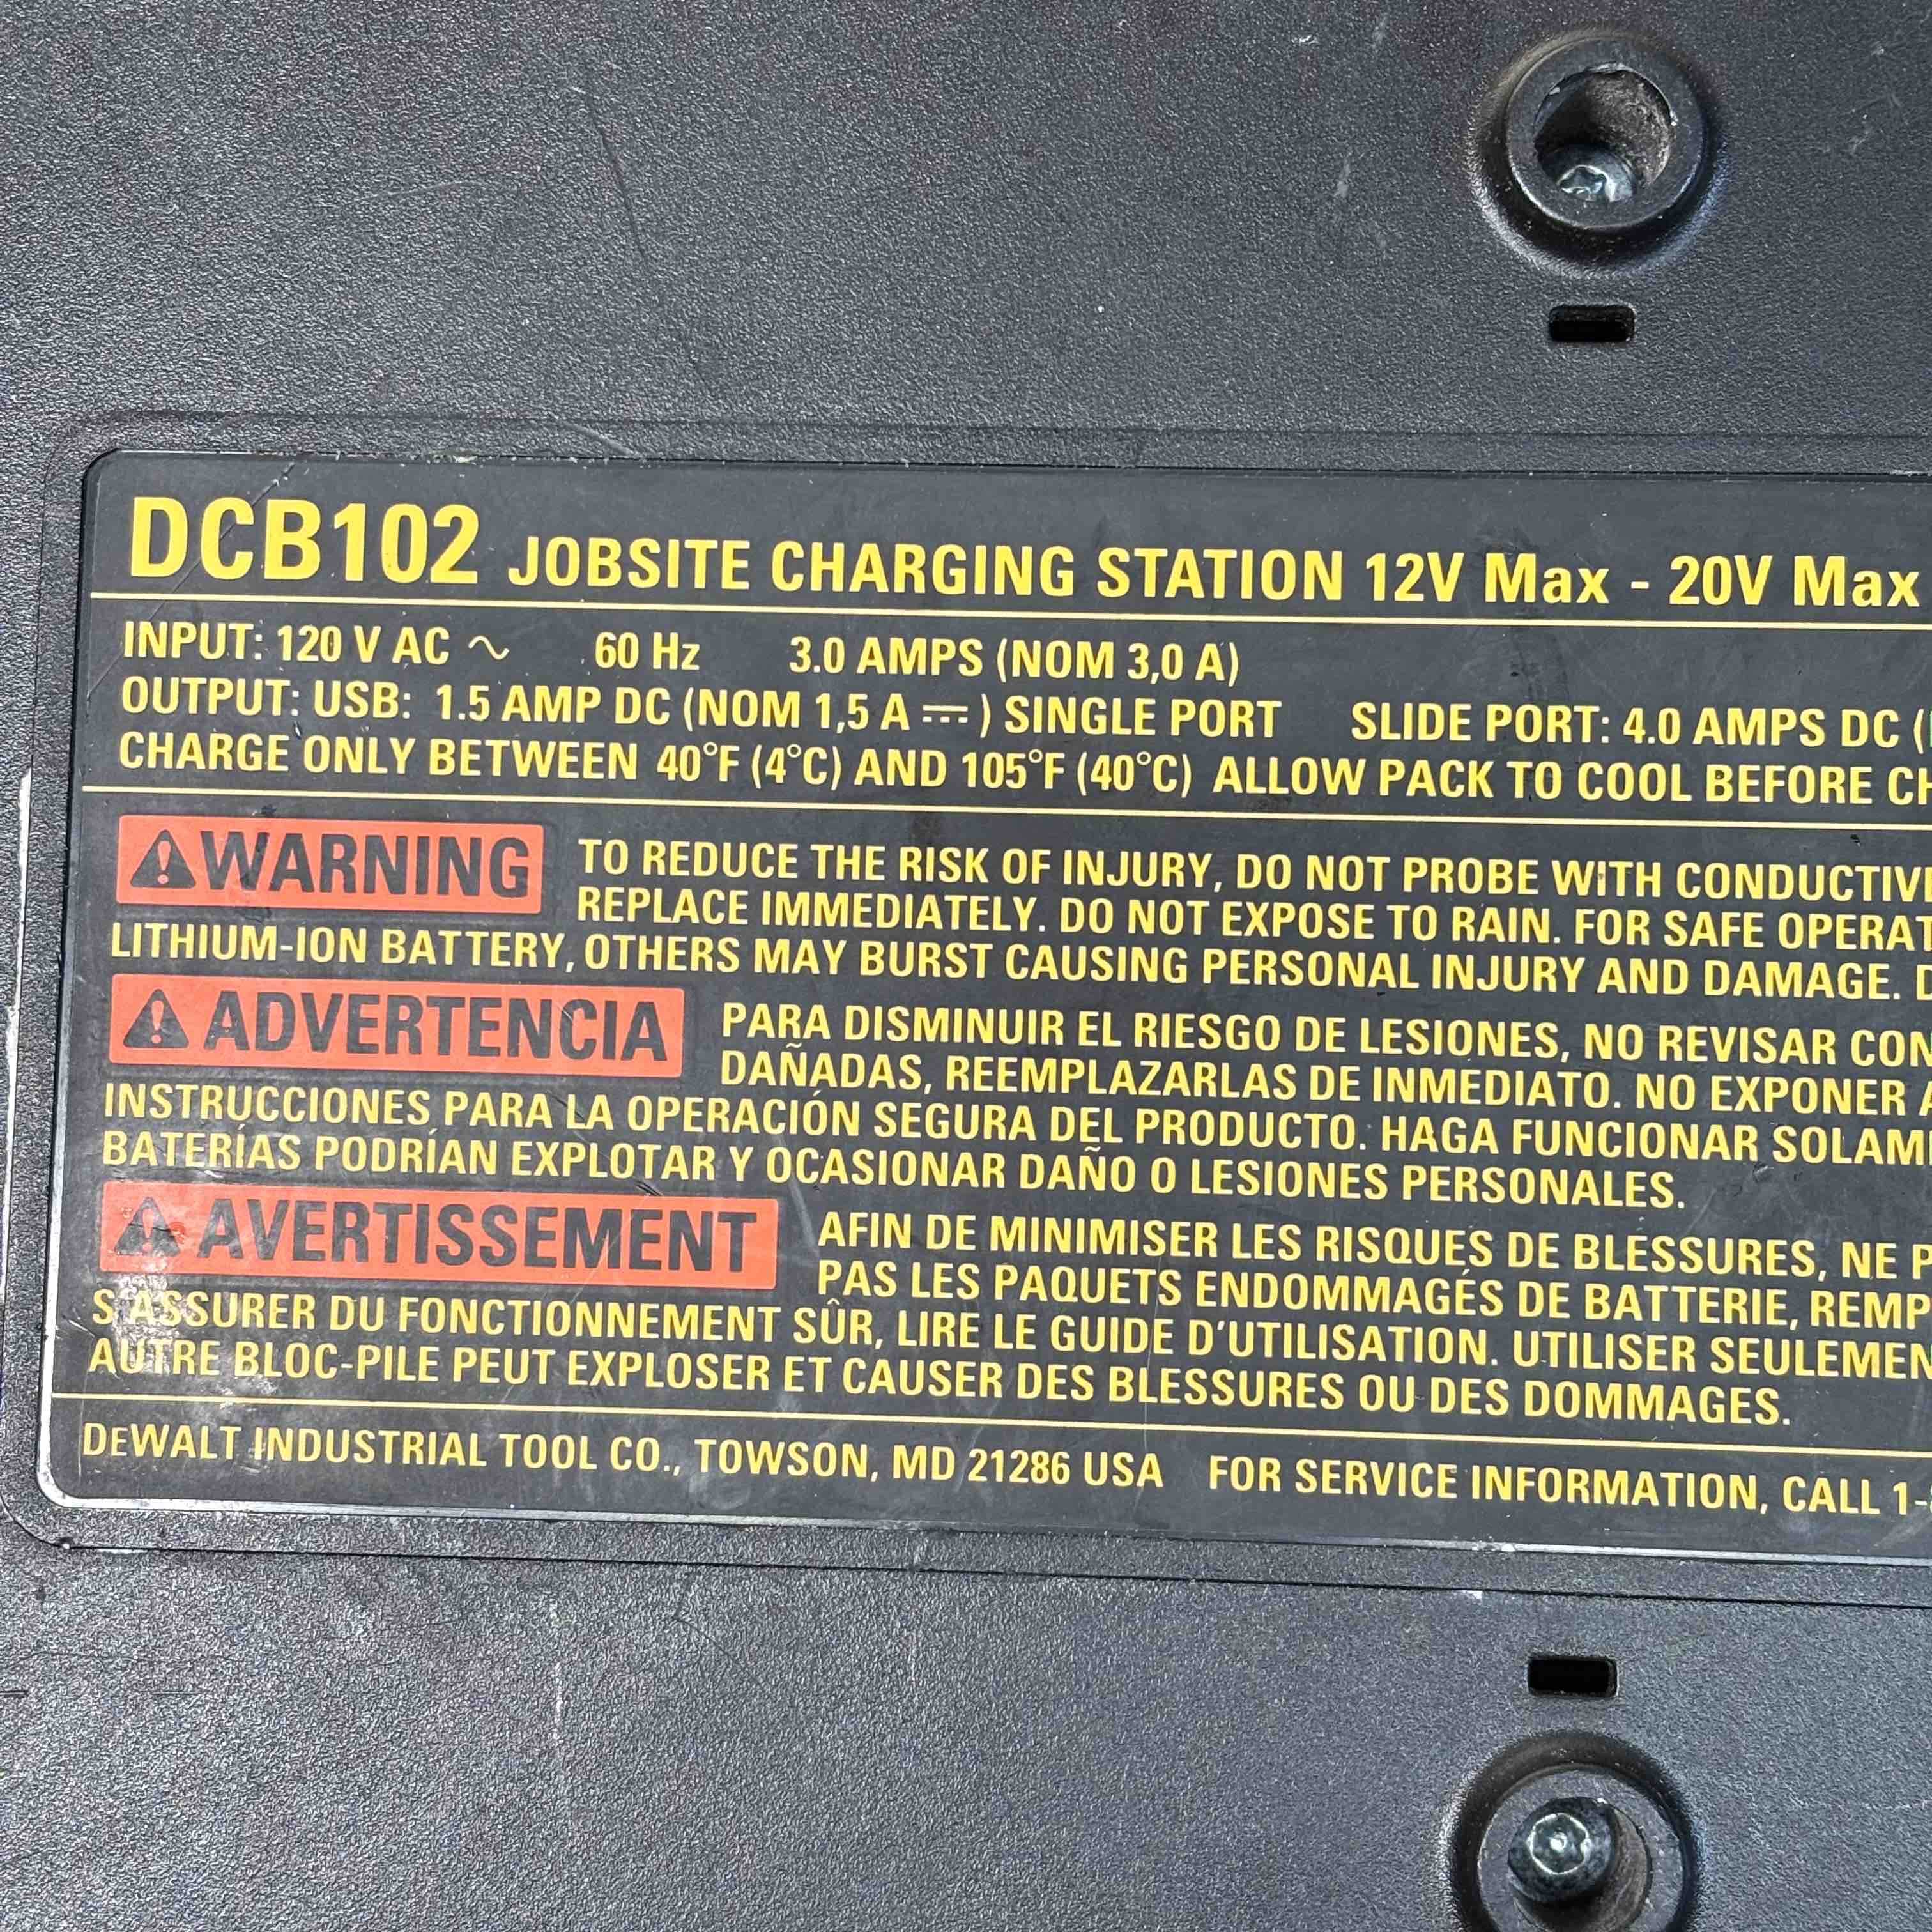 DCB102 JOBSITE CHARGING STATION 12V Max - 20V Max
INPUT: 120 V AC ∿ 60 Hz 3.0 AMPS (NOM 3,0 A)
OUTPUT: USB: 1.5 AMP DC (NOM 1,5 A ⎓) SINGLE PORT SLIDE PORT: 4.0 AMPS DC (
CHARGE ONLY BETWEEN 40°F (4°C) AND 105°F (40°C) ALLOW PACK TO COOL BEFORE
⚠WARNING TO REDUCE THE RISK OF INJURY, DO NOT PROBE WITH CONDUCTIVE
REPLACE IMMEDIATELY. DO NOT EXPOSE TO RAIN. FOR SAFE
LITHIUM-ION BATTERY, OTHERS MAY BURST CAUSING PERSONAL INJURY AND DAMAGE.
⚠ADVERTENCIA PARA DISMINUIR EL RIESGO DE LESIONES, NO REVISAR CON
DAÑADAS, REEMPLAZARLAS DE INMEDIATO. NO EXPONER
INSTRUCCIONES PARA LA OPERACIÓN SEGURA DEL PRODUCTO. HAGA FUNCIONAR
BATERÍAS PODRÍAN EXPLOTAR Y OCASIONAR DAÑO O LESIONES PERSONALES.
⚠AVERTISSEMENT AFIN DE MINIMISER LES RISQUES DE BLESSURES, NE
PAS LES PAQUETS ENDOMMAGÉS DE BATTERIE,
S'ASSURER DU FONCTIONNEMENT SÛR, LIRE LE GUIDE D'UTILISATION. UTILISER
AUTRE BLOC-PILE PEUT EXPLOSER ET CAUSER DES BLESSURES OU DES DOMMAGES.
DEWALT INDUSTRIAL TOOL CO., TOWSON, MD 21286 USA FOR SERVICE INFORMATION, CALL 1-